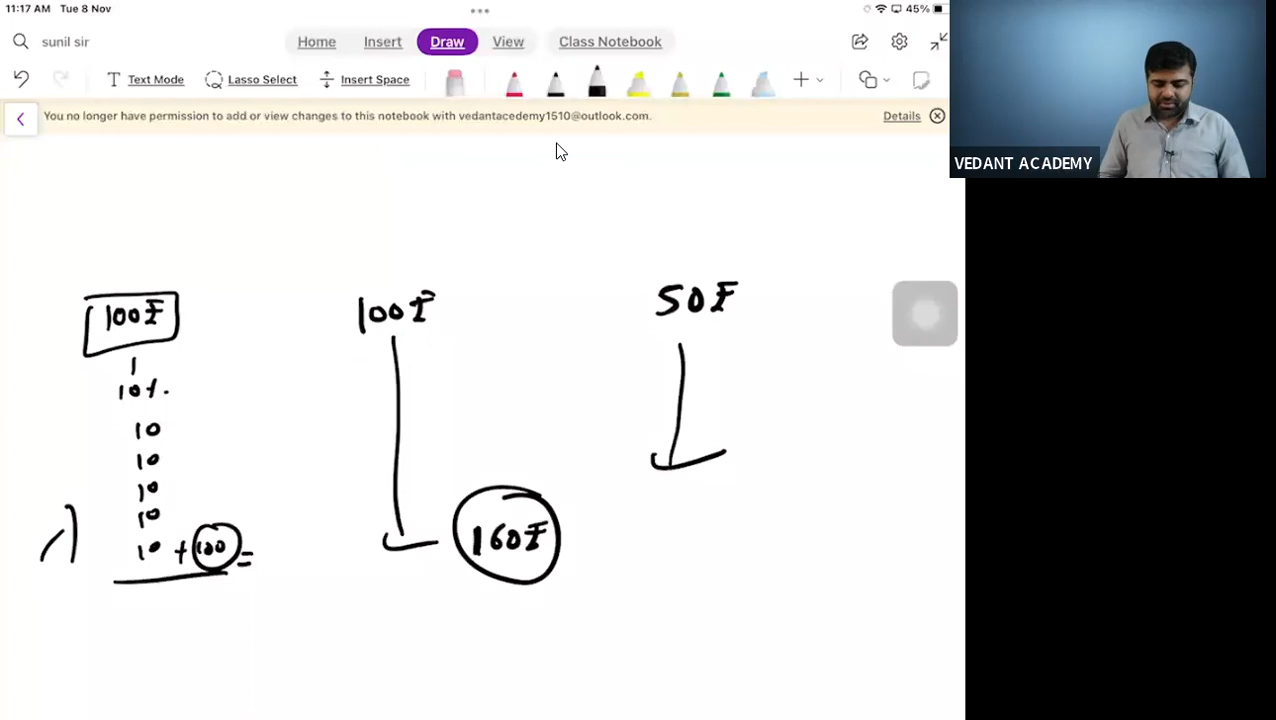 11:17 AM Tue 8 Nov
45%
sunil sir
Home Insert Draw View Class Notebook
Text Mode Lasso Select Insert Space
You no longer have permission to add or view changes to this notebook with vedantacedemy1510@outlook.com.
Details
VEDANT ACADEMY
100₹ 100₹ 50₹
10%.
10
10
10
10
10 + 100 =
160₹